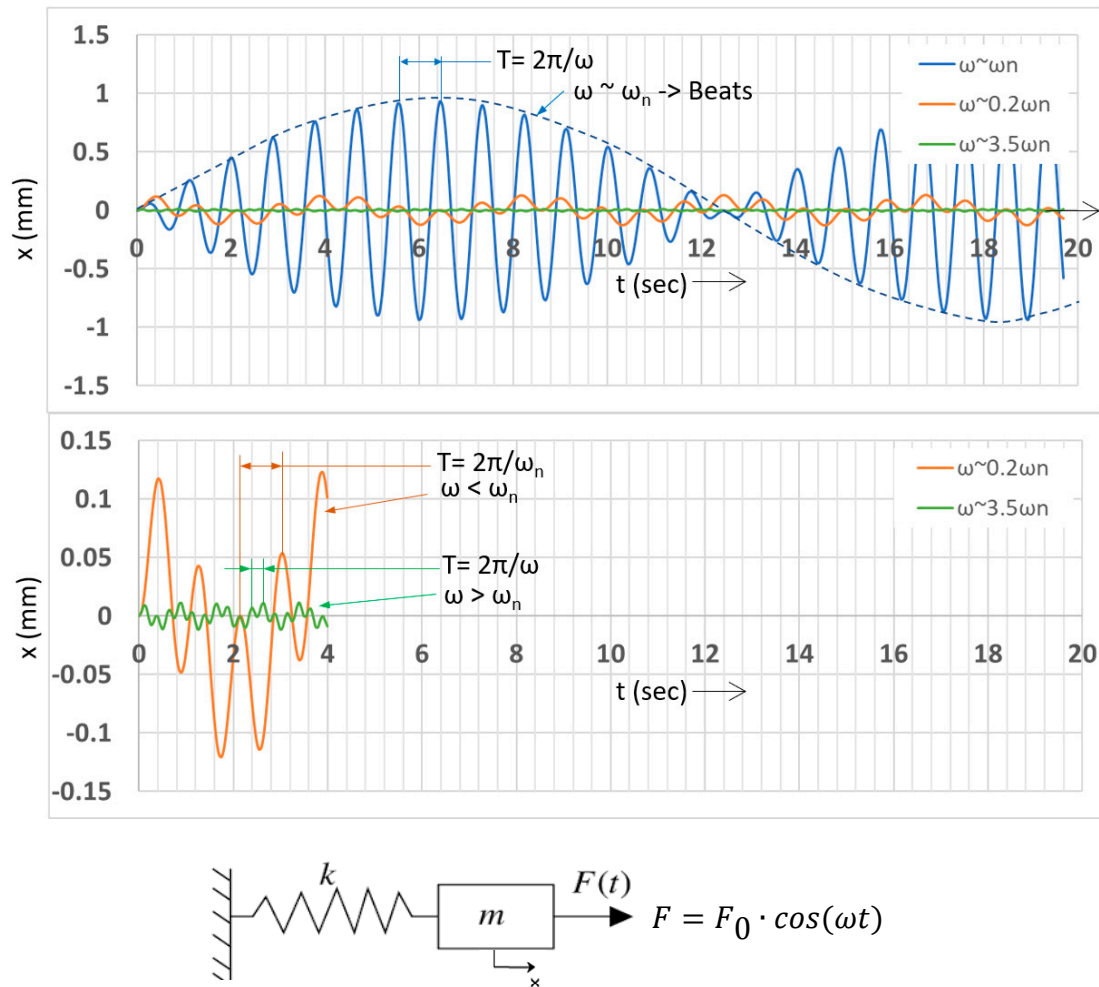 1.5
1
0.5
0
-0.5
-1
-1.5
x (mm)
T= 2π/ω
ω ~ ωₙ -> Beats
ω~ωn
ω~0.2ωn
ω~3.5ωn
0 2 4 6 8 10 12 14 16 18 20
t (sec)
0.15
0.1
0.05
0
-0.05
-0.1
-0.15
x (mm)
T= 2π/ωₙ
ω < ωₙ
T= 2π/ω
ω > ωₙ
ω~0.2ωn
ω~3.5ωn
0 2 4 6 8 10 12 14 16 18 20
t (sec)
k
m
F(t)
F = F₀ · cos(ωt)
x